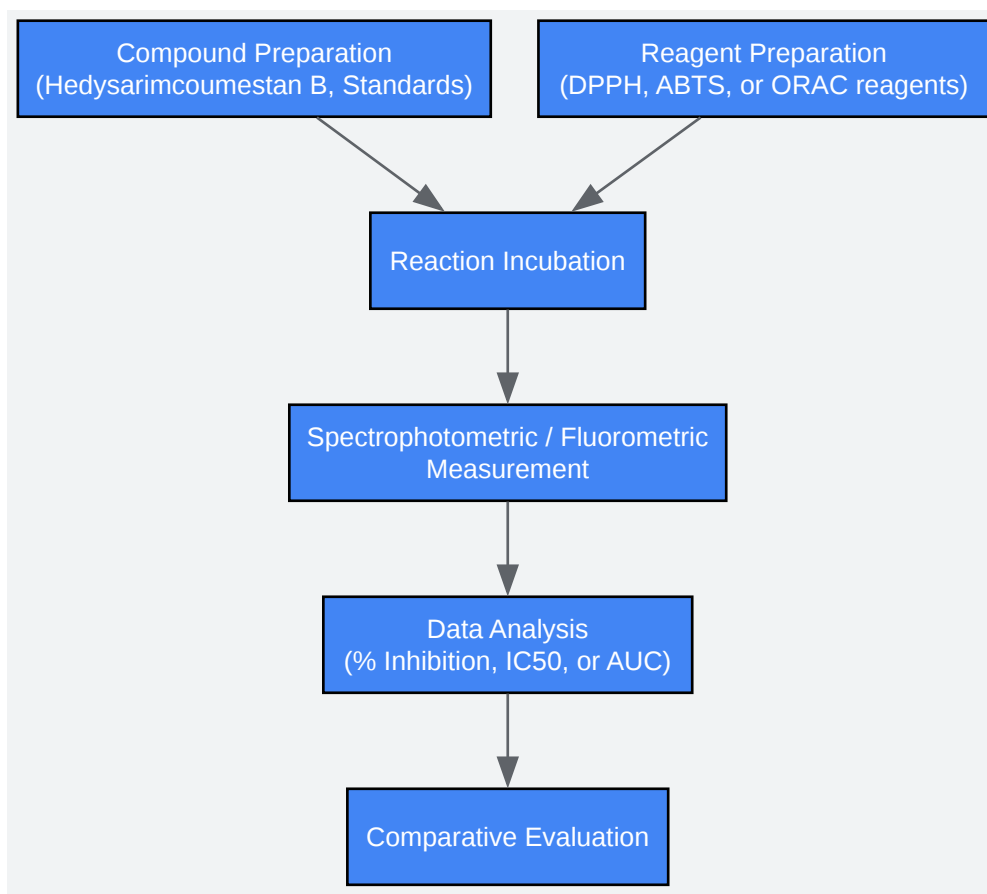 Compound Preparation
(Hedysarimcoumestan B, Standards)
Reagent Preparation
(DPPH, ABTS, or ORAC reagents)
Reaction Incubation
Spectrophotometric / Fluorometric
Measurement
Data Analysis
(% Inhibition, IC50, or AUC)
Comparative Evaluation